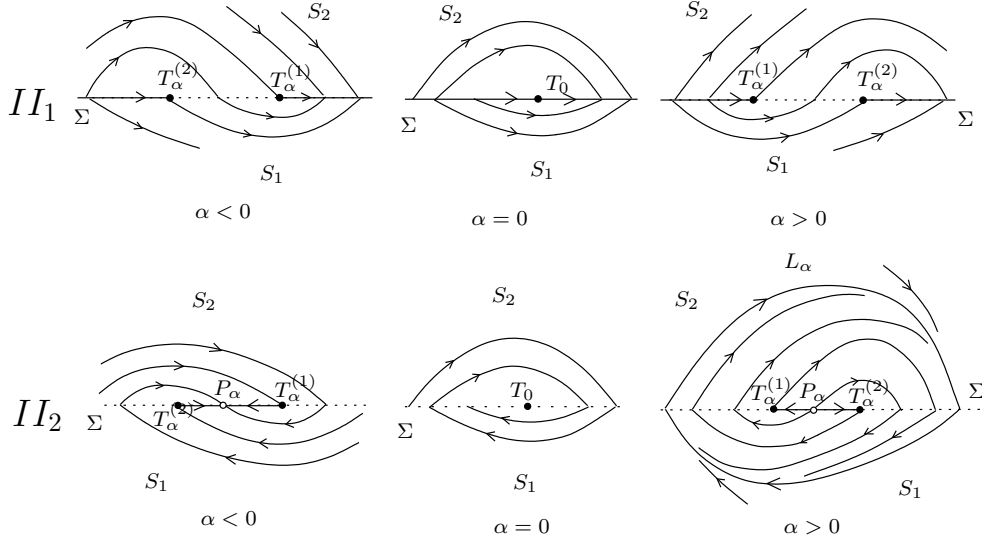 S₂
T_α^{(2)}
T_α^{(1)}
II₁
Σ
S₁
α < 0
S₂
T₀
Σ
S₁
α = 0
S₂
T_α^{(1)}
T_α^{(2)}
Σ
S₁
α > 0
S₂
P_α
T_α^{(1)}
T_α^{(2)}
II₂
Σ
S₁
α < 0
S₂
T₀
Σ
S₁
α = 0
L_α
S₂
T_α^{(1)}
P_α
T_α^{(2)}
Σ
S₁
α > 0